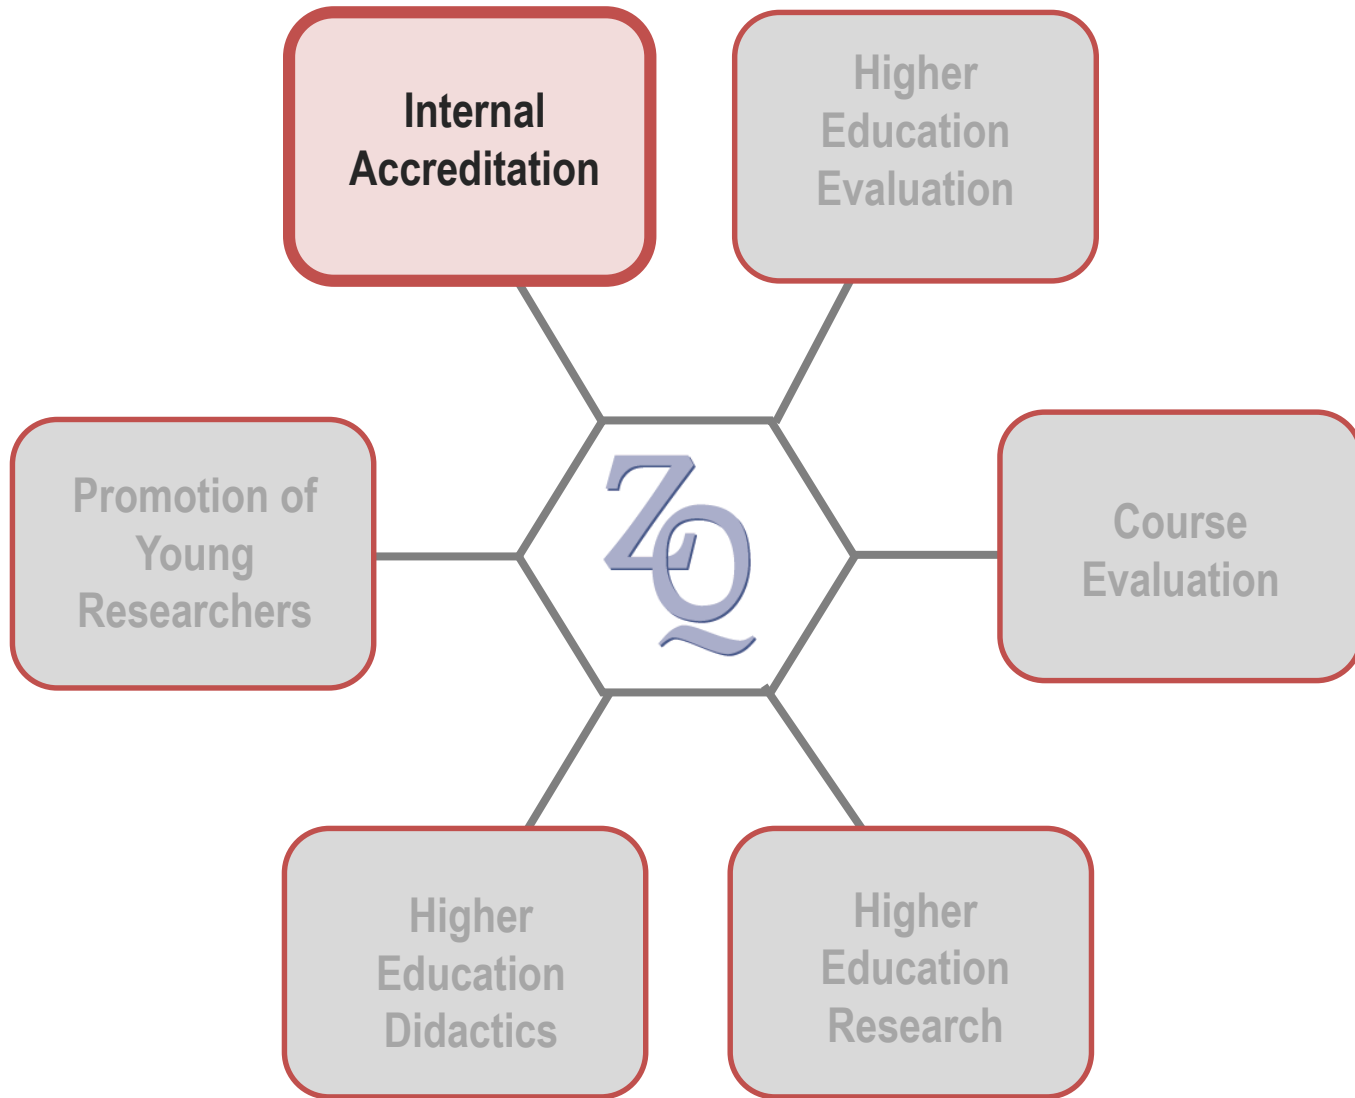 Internal
Accreditation
Higher
Education
Evaluation
Promotion of
Young
Researchers
ZQ
Course
Evaluation
Higher
Education
Didactics
Higher
Education
Research